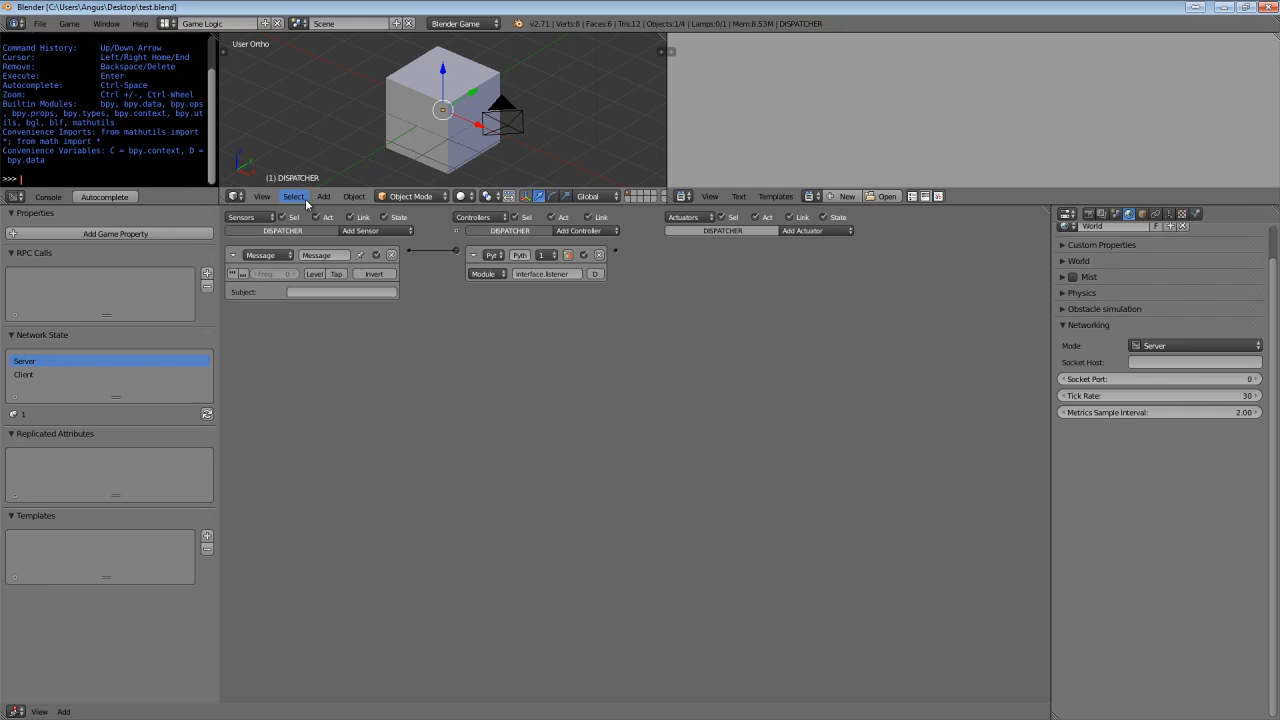 Blender [C:\Users\Angus\Desktop\test.blend]
File Game Window Help Game Logic Scene Blender Game v2.71 | Verts:8 | Faces:6 | Tris:12 | Objects:1/4 | Lamps:0/1 | Mem:8.53M | DISPATCHER
Command History: Up/Down Arrow
Cursor: Left/Right Home/End
Remove: Backspace/Delete
Execute: Enter
Autocomplete: Ctrl-Space
Zoom: Ctrl +/-, Ctrl-Wheel
Builtin Modules: bpy, bpy.data, bpy.ops
, bpy.props, bpy.types, bpy.context, bpy.ut
ils, bgl, blf, mathutils
Convenience Imports: from mathutils import
*; from math import *
Convenience Variables: C = bpy.context, D =
bpy.data
>>>
Console Autocomplete
User Ortho
(1) DISPATCHER
View Select Add Object Object Mode Global
View Text Templates New Open
Properties
Add Game Property
RPC Calls
Network State
Server
Client
1
Replicated Attributes
Templates
Sensors Sel Act Link State
DISPATCHER Add Sensor
Message Message
Freq: 0 Level Tap Invert
Subject:
Controllers Sel Act Link
DISPATCHER Add Controller
Pyt Pyth 1
Module interface.listener D
Actuators Sel Act Link State
DISPATCHER Add Actuator
World F
Custom Properties
World
Mist
Physics
Obstacle simulation
Networking
Mode: Server
Socket Host:
Socket Port: 0
Tick Rate: 30
Metrics Sample Interval: 2.00
View Add